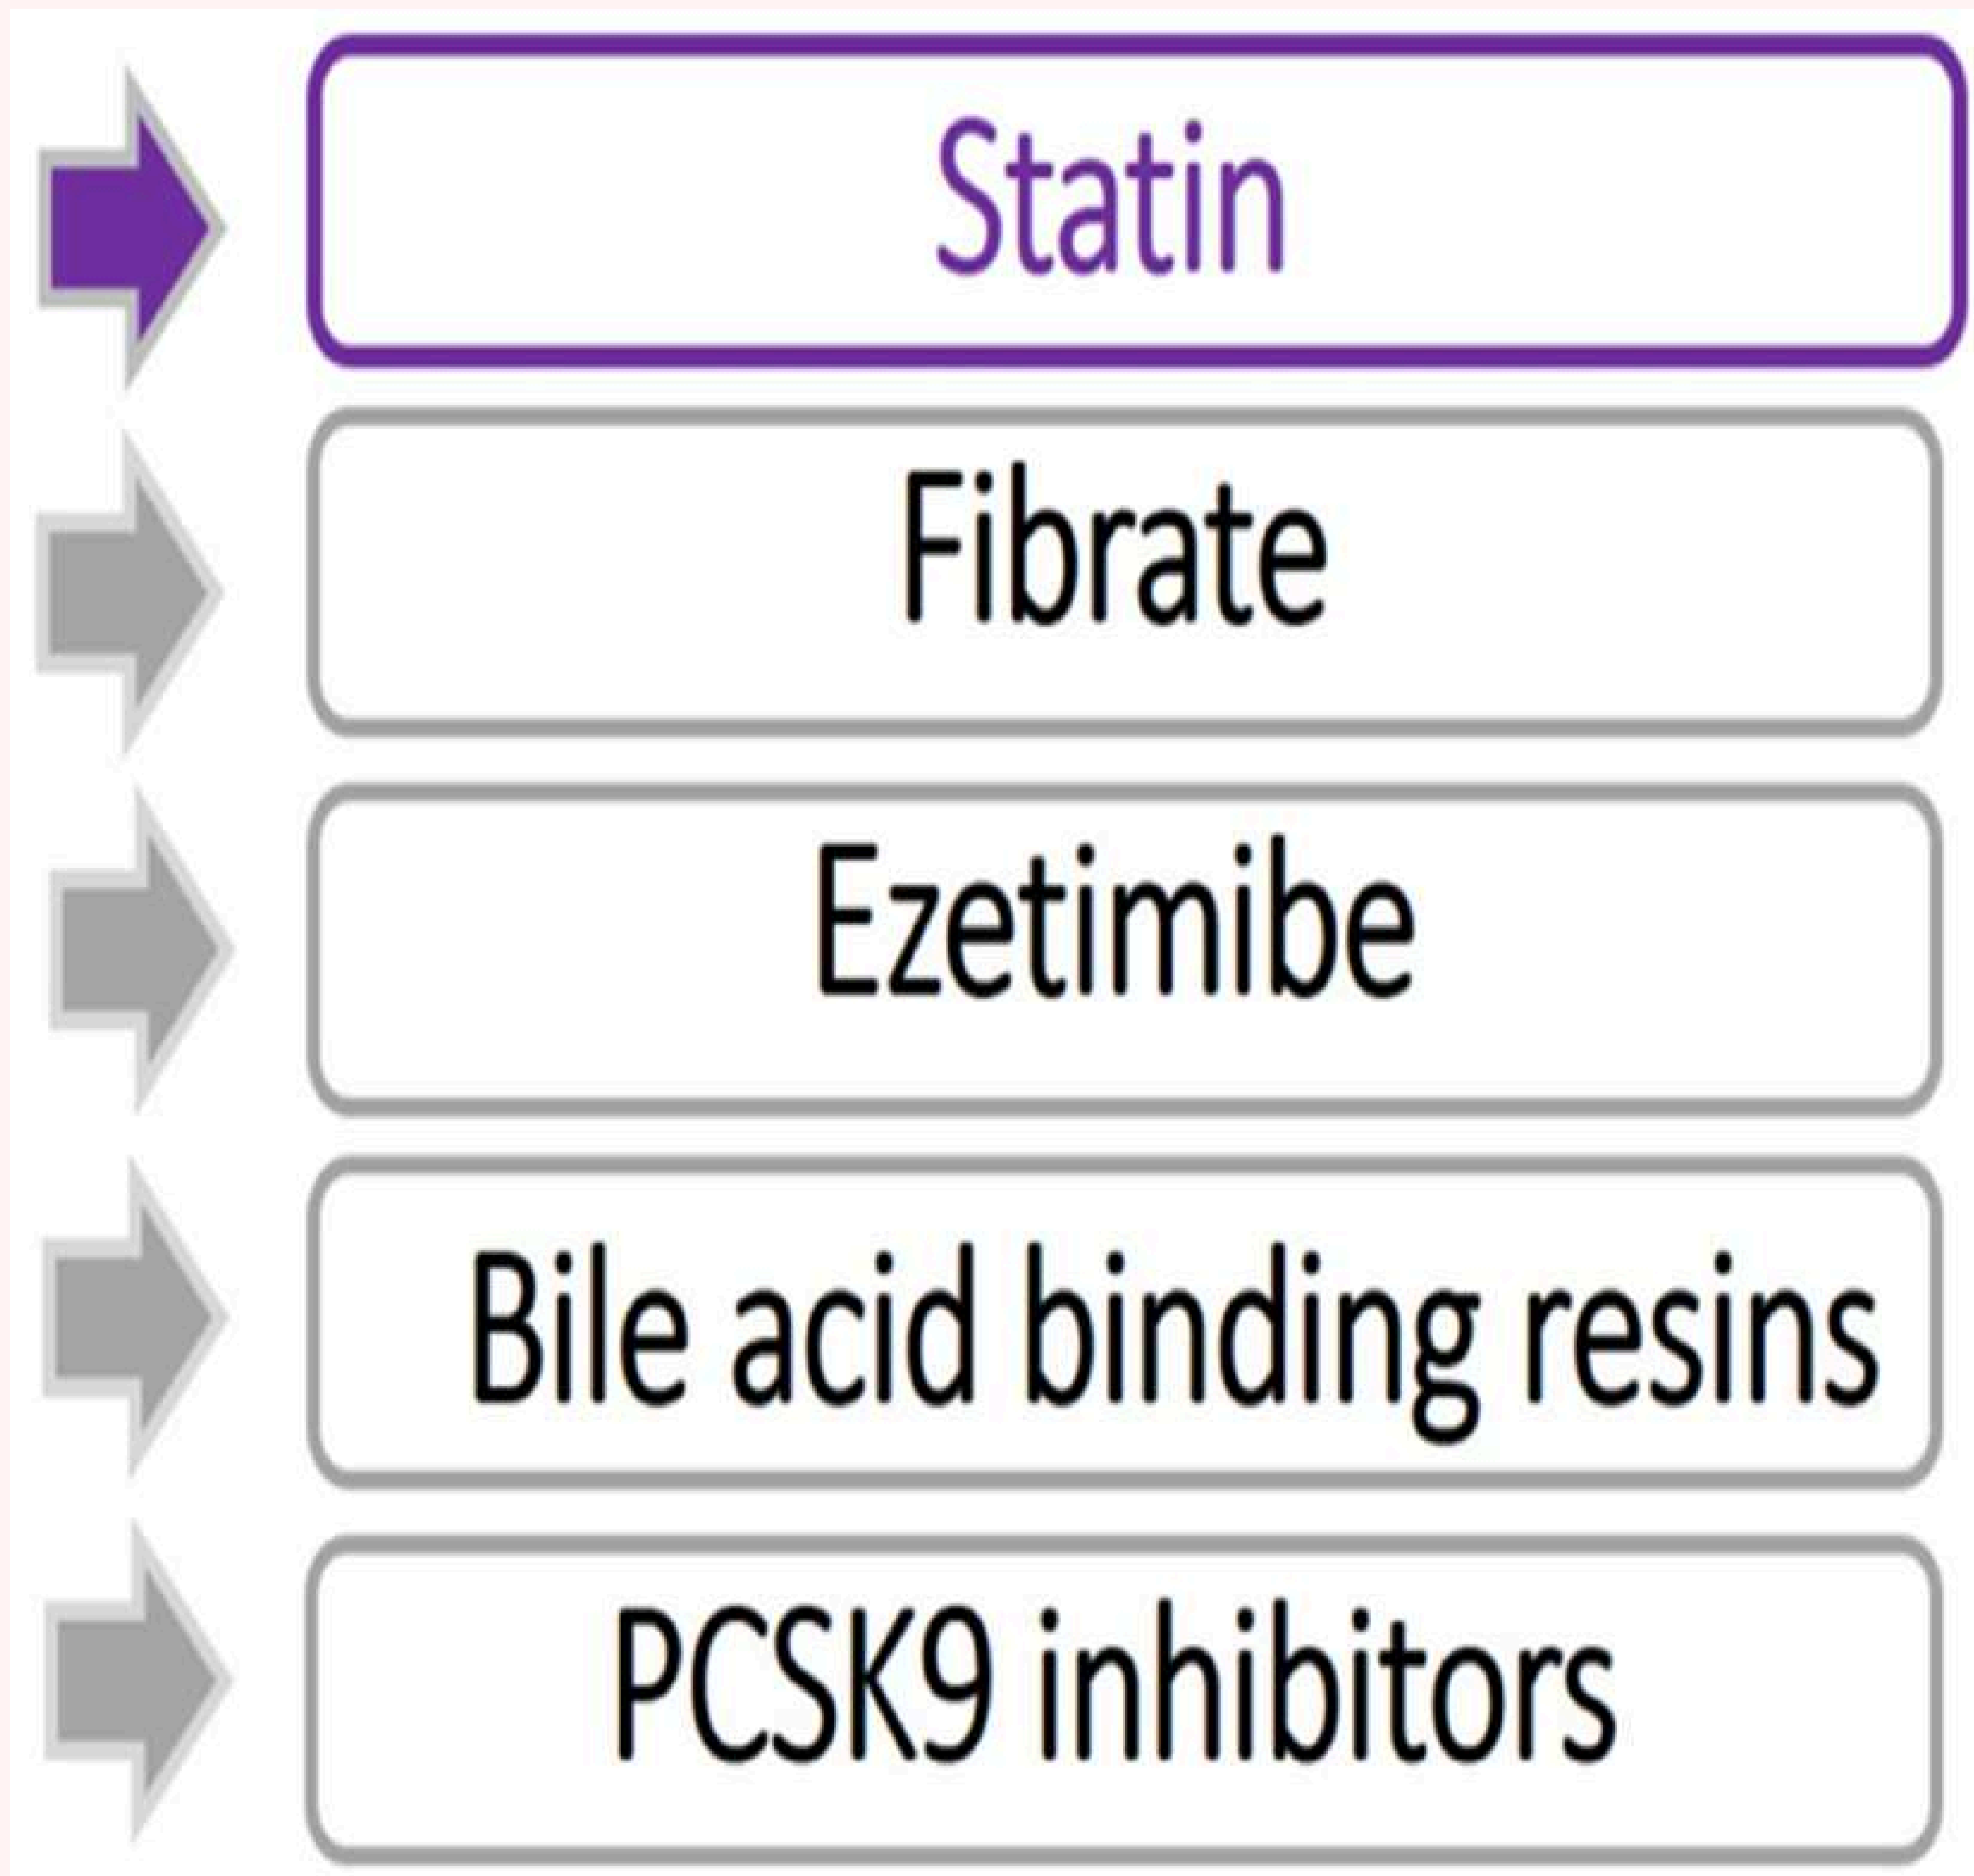 Statin
Fibrate
Ezetimibe
Bile acid binding resins
PCSK9 inhibitors